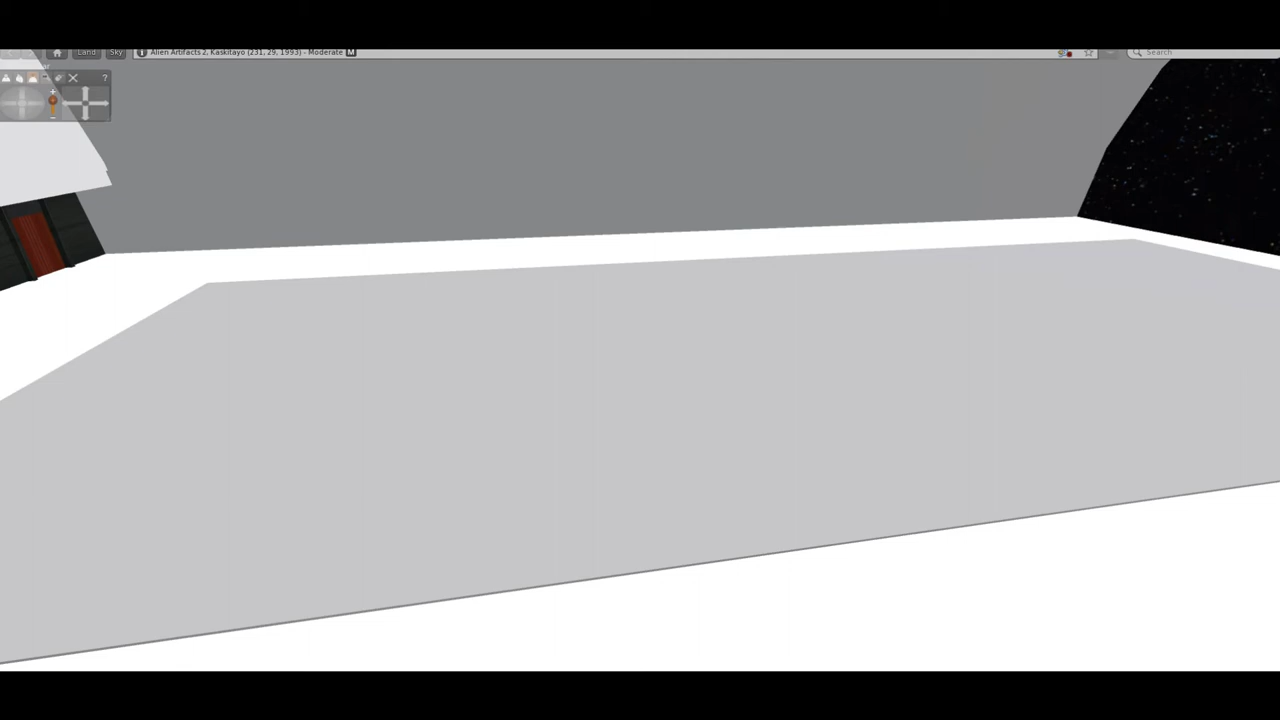 Land Sky Alien Artifacts 2, Kaskitayo (231, 29, 1993) - Moderate M Search
?